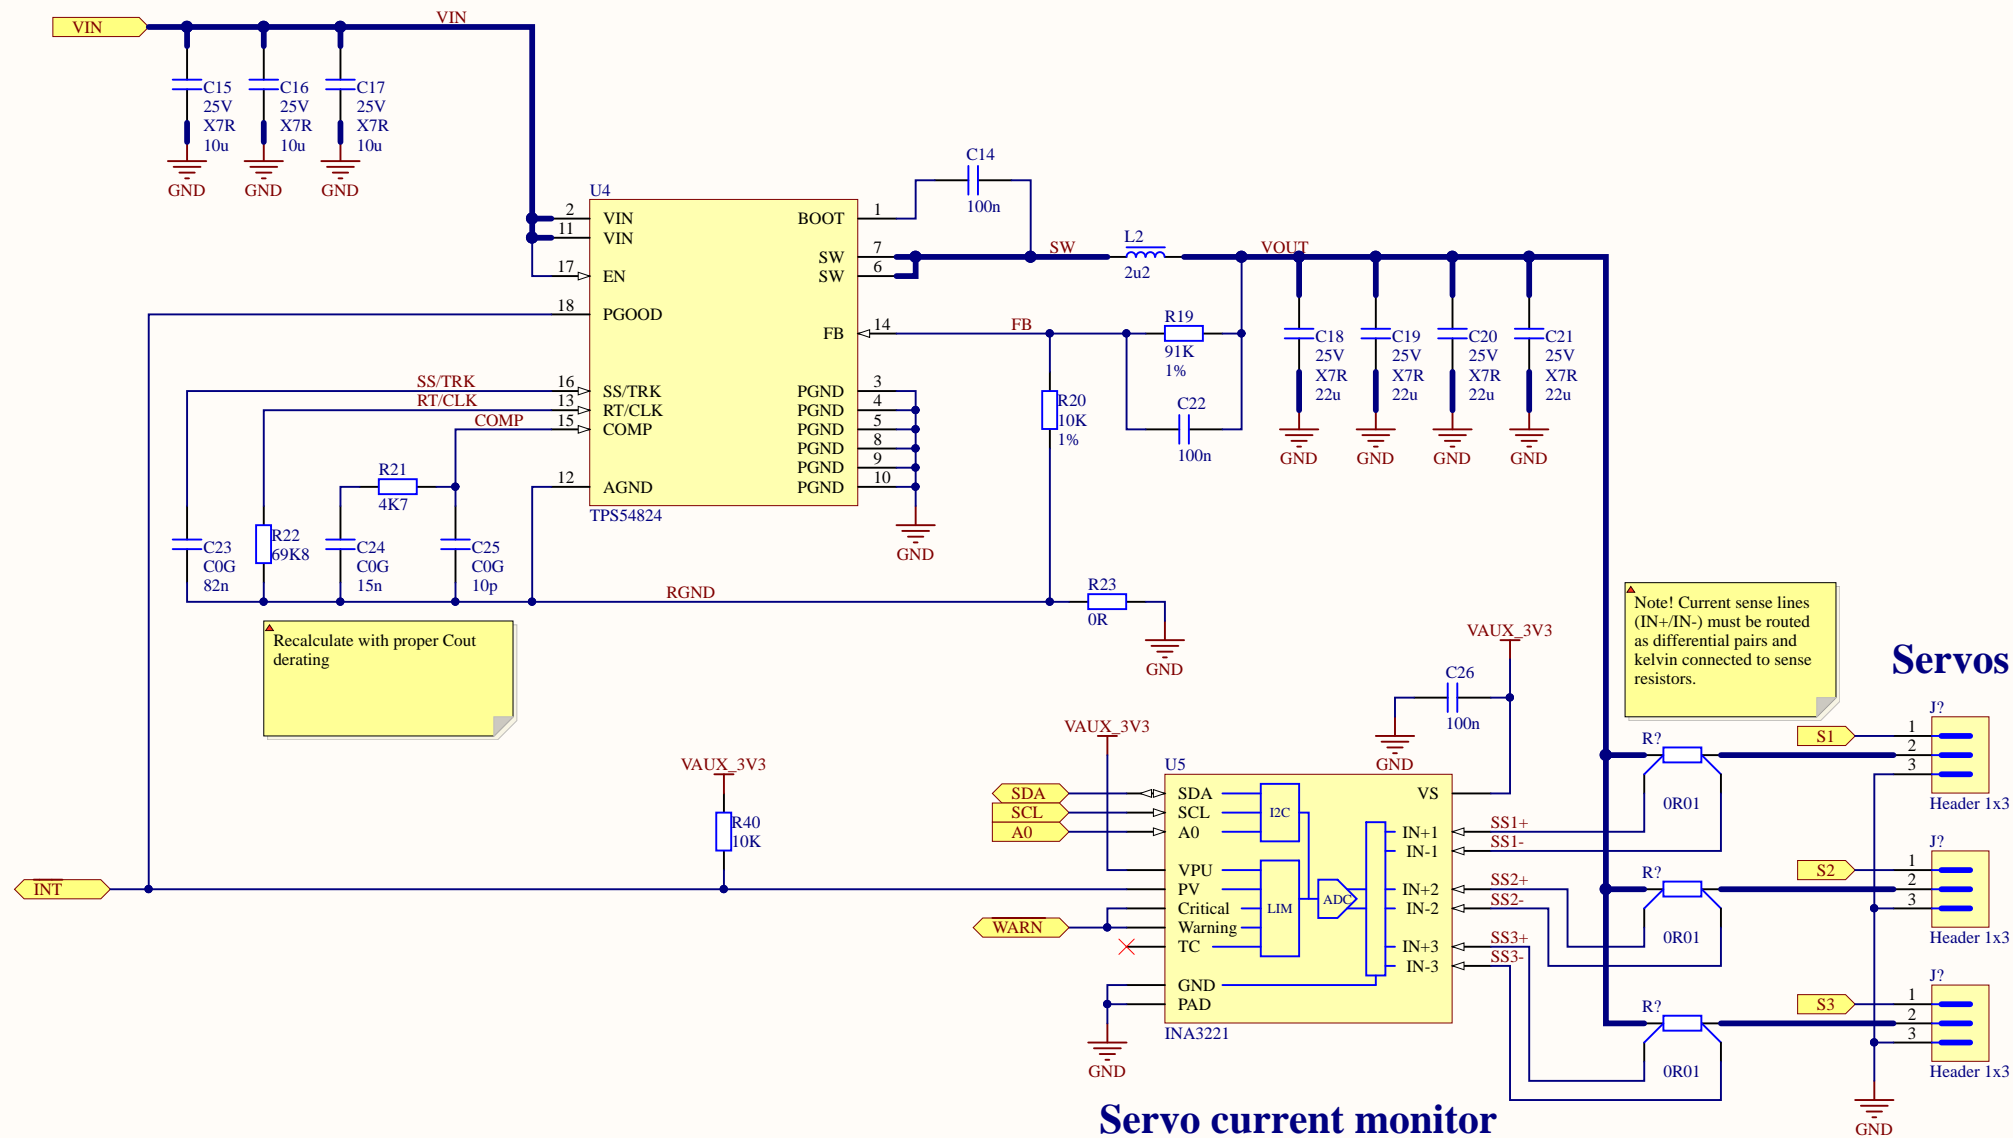 VIN
VIN
C15
25V
X7R
10u
GND
C16
25V
X7R
10u
GND
C17
25V
X7R
10u
GND
U4
2
VIN
11
VIN
17
EN
18
PGOOD
SS/TRK
16
SS/TRK
RT/CLK
13
RT/CLK
COMP
15
COMP
12
AGND
BOOT
1
SW
7
SW
6
FB
14
PGND
3
PGND
4
PGND
5
PGND
8
PGND
9
PGND
10
TPS54824
GND
C14
100n
SW
L2
2u2
VOUT
FB
R19
91K
1%
R20
10K
1%
C22
100n
C18
25V
X7R
22u
GND
C19
25V
X7R
22u
GND
C20
25V
X7R
22u
GND
C21
25V
X7R
22u
GND
R21
4K7
C23
C0G
82n
R22
69K8
C24
C0G
15n
C25
C0G
10p
RGND
R23
0R
GND
Recalculate with proper Cout
derating
Note! Current sense lines
(IN+/IN-) must be routed
as differential pairs and
kelvin connected to sense
resistors.
Servos
VAUX_3V3
C26
100n
GND
VAUX_3V3
VAUX_3V3
R40
10K
INT
WARN
SDA
SCL
A0
U5
SDA
SCL
A0
VPU
PV
Critical
Warning
TC
GND
PAD
I2C
LIM
ADC
VS
IN+1
IN-1
IN+2
IN-2
IN+3
IN-3
INA3221
GND
SS1+
SS1-
SS2+
SS2-
SS3+
SS3-
R?
0R01
R?
0R01
R?
0R01
S1
J?
1
2
3
Header 1x3
S2
J?
1
2
3
Header 1x3
S3
J?
1
2
3
Header 1x3
GND
Servo current monitor